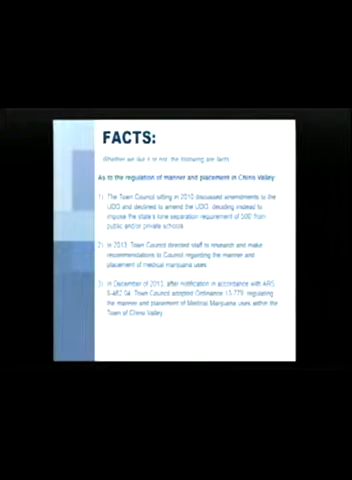 FACTS:
Whether we like it or not, the following are facts
As to the regulation of manner and placement in Chino Valley
1) The Town Council sitting in 2010 discussed amendments to the
UDO and declined to amend the UDO, deciding instead to
impose the state's lone separation requirement of 500' from
public and/or private schools
2) In 2013, Town Council directed staff to research and make
recommendations to Council regarding the manner and
placement of medical marijuana uses
3) In December of 2013, after notification in accordance with ARS
Town Council adopted Ordinance regulating
the manner and placement of Medical Marijuana uses within the
Town of Chino Valley